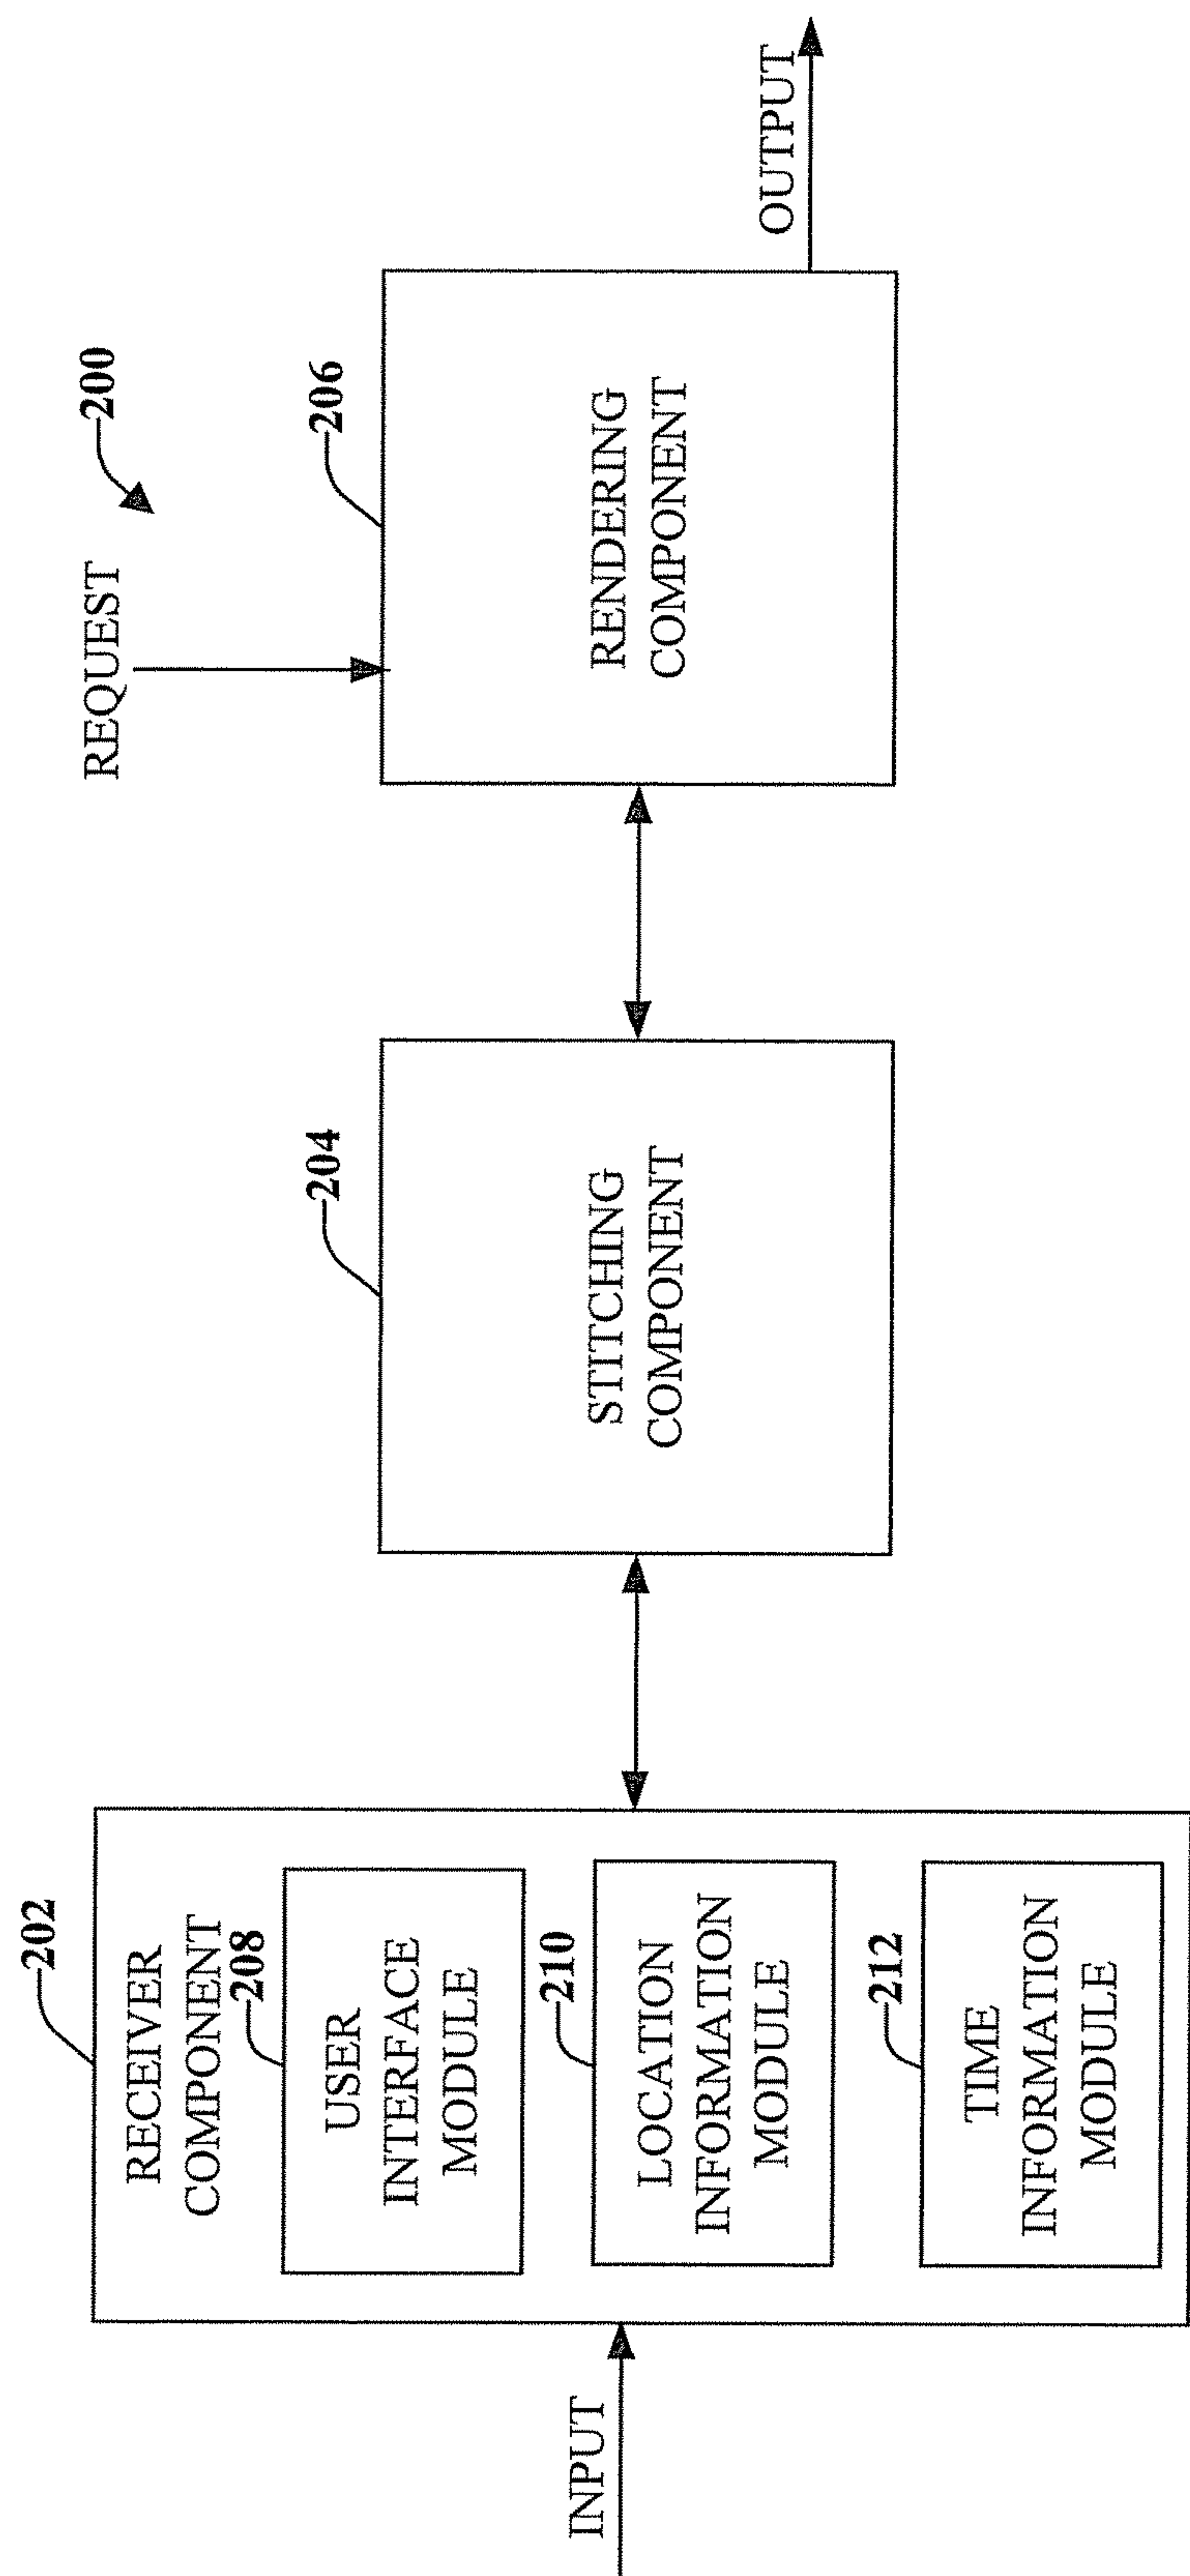 200
REQUEST
202
RECEIVER
COMPONENT
208
USER
INTERFACE
MODULE
210
LOCATION
INFORMATION
MODULE
212
TIME
INFORMATION
MODULE
INPUT
204
STITCHING
COMPONENT
206
RENDERING
COMPONENT
OUTPUT